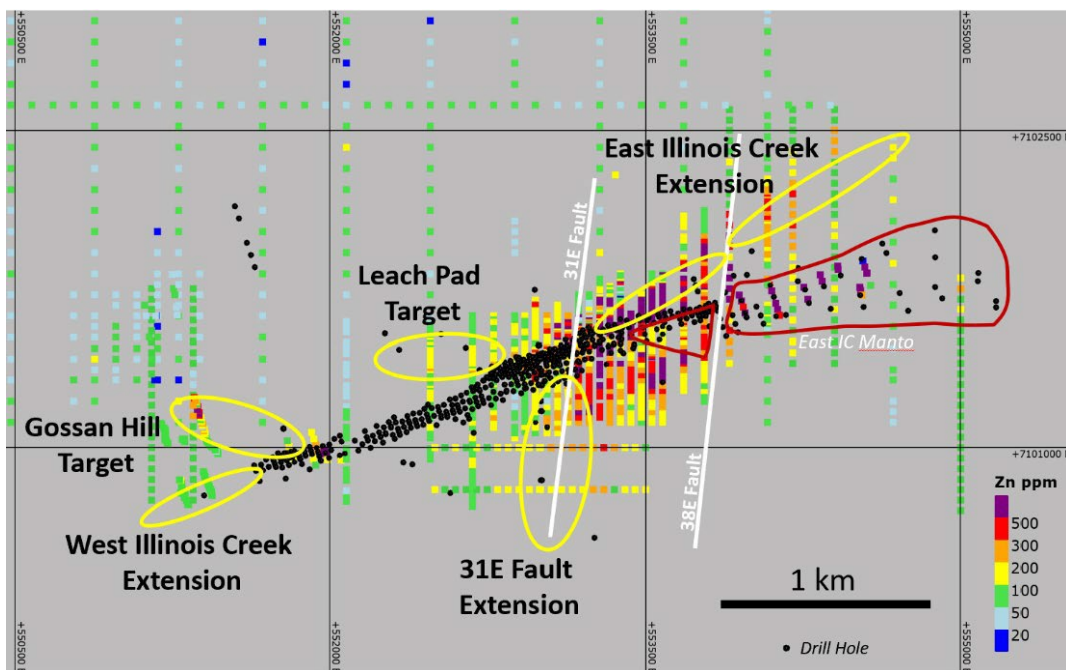 +550500 E
+552000 E
+553500 E
+555000 E
+7102500
East Illinois Creek
Extension
31E Fault
Leach Pad
Target
East IC Manto
Gossan Hill
Target
+7101000
38E Fault
West Illinois Creek
Extension
31E Fault
Extension
1 km
Drill Hole
Zn ppm
500
300
200
100
50
20
+550500
+552000
+553500
+555000